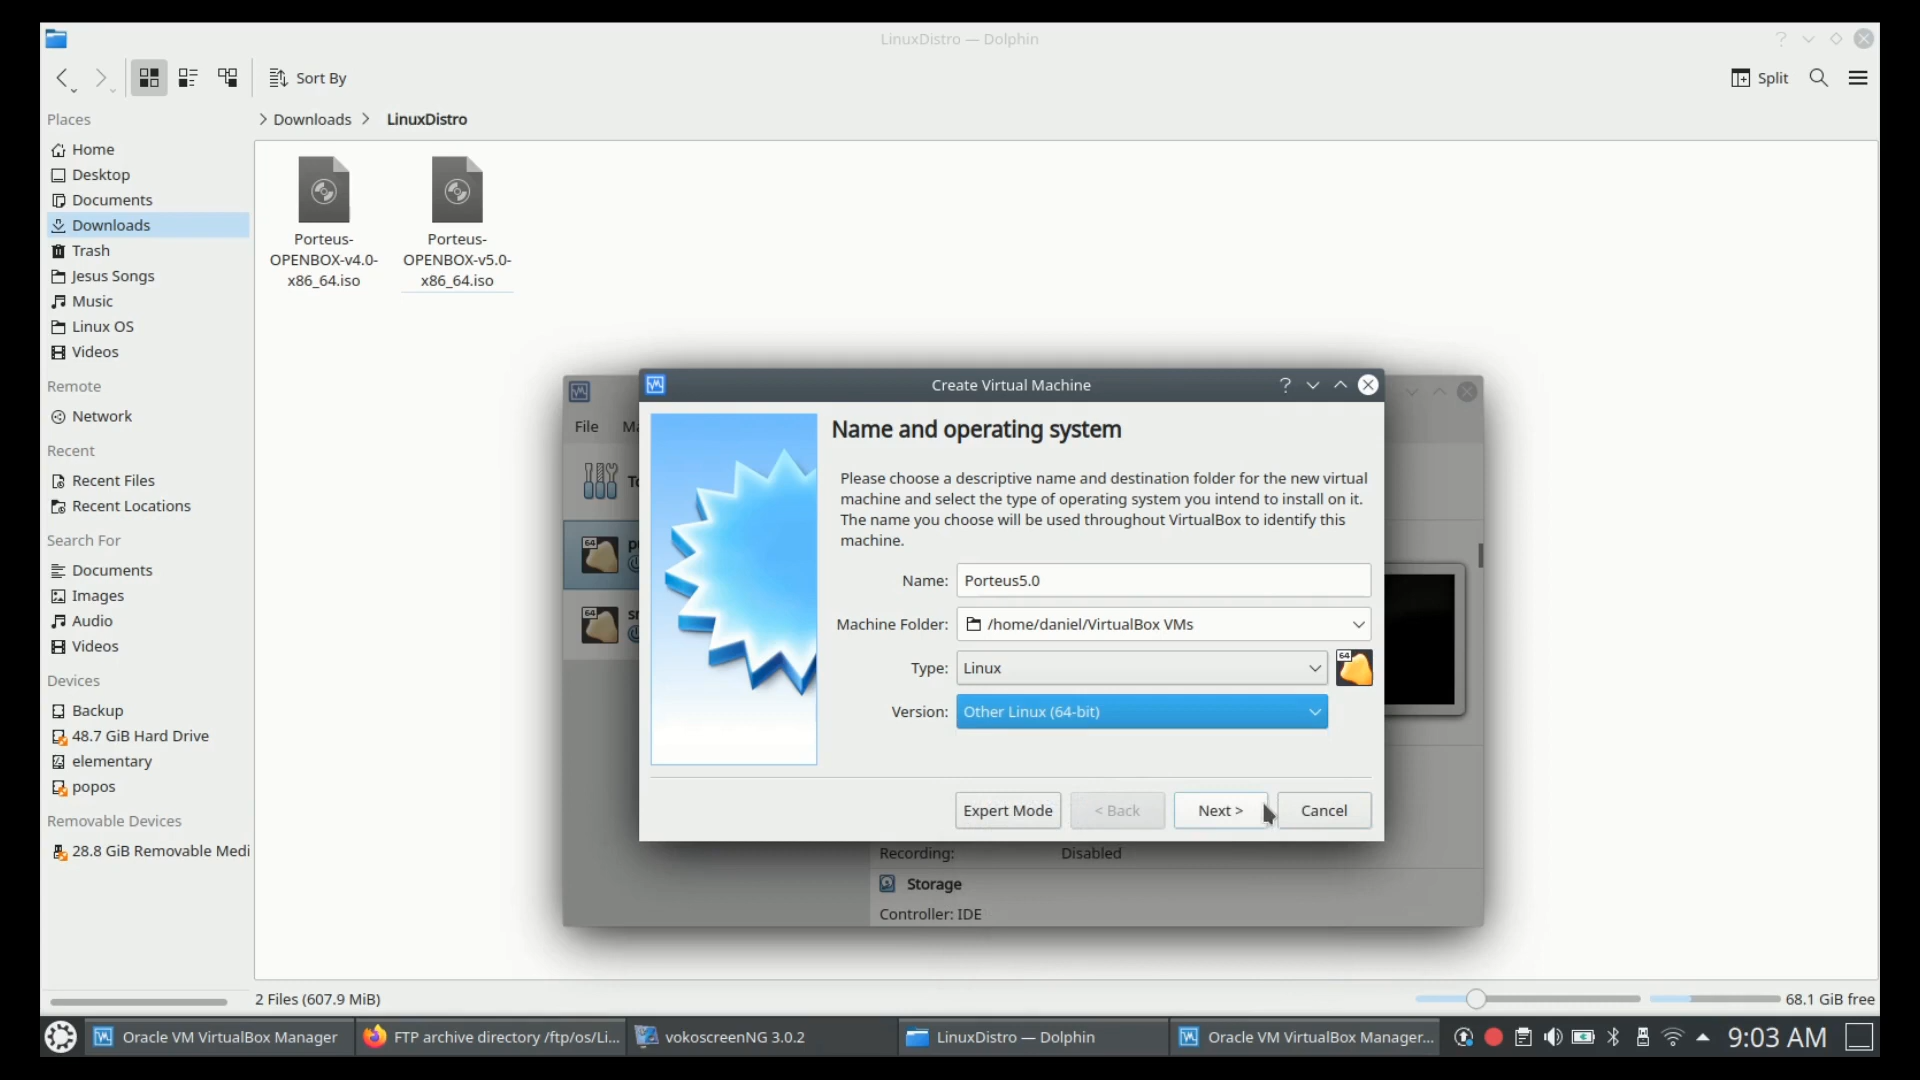 LinuxDistro — Dolphin
Sort By
Split
Places
Downloads
LinuxDistro
Home
Desktop
Documents
Downloads
Trash
Jesus Songs
Music
Linux OS
Videos
Remote
Network
Recent
Recent Files
Recent Locations
Search For
Documents
Images
Audio
Videos
Devices
Backup
48.7 GiB Hard Drive
elementary
popos
Removable Devices
28.8 GiB Removable Medi
Porteus-
OPENBOX-v4.0-
x86_64.iso
Porteus-
OPENBOX-v5.0-
x86_64.iso
File
64
64
Create Virtual Machine
Name and operating system
Please choose a descriptive name and destination folder for the new virtual
machine and select the type of operating system you intend to install on it.
The name you choose will be used throughout VirtualBox to identify this
machine.
Name: Porteus5.0
Machine Folder: /home/daniel/VirtualBox VMs
Type: Linux
64
Version: Other Linux (64-bit)
Expert Mode
< Back
Next >
Cancel
Recording: Disabled
Storage
Controller: IDE
2 Files (607.9 MiB)
68.1 GiB free
Oracle VM VirtualBox Manager
FTP archive directory /ftp/os/Li...
vokoscreenNG 3.0.2
LinuxDistro — Dolphin
Oracle VM VirtualBox Manager...
9:03 AM